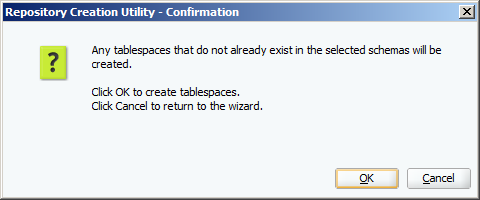 Repository Creation Utility - Confirmation
Any tablespaces that do not already exist in the selected schemas will be
created.
Click OK to create tablespaces.
Click Cancel to return to the wizard.
OK Cancel